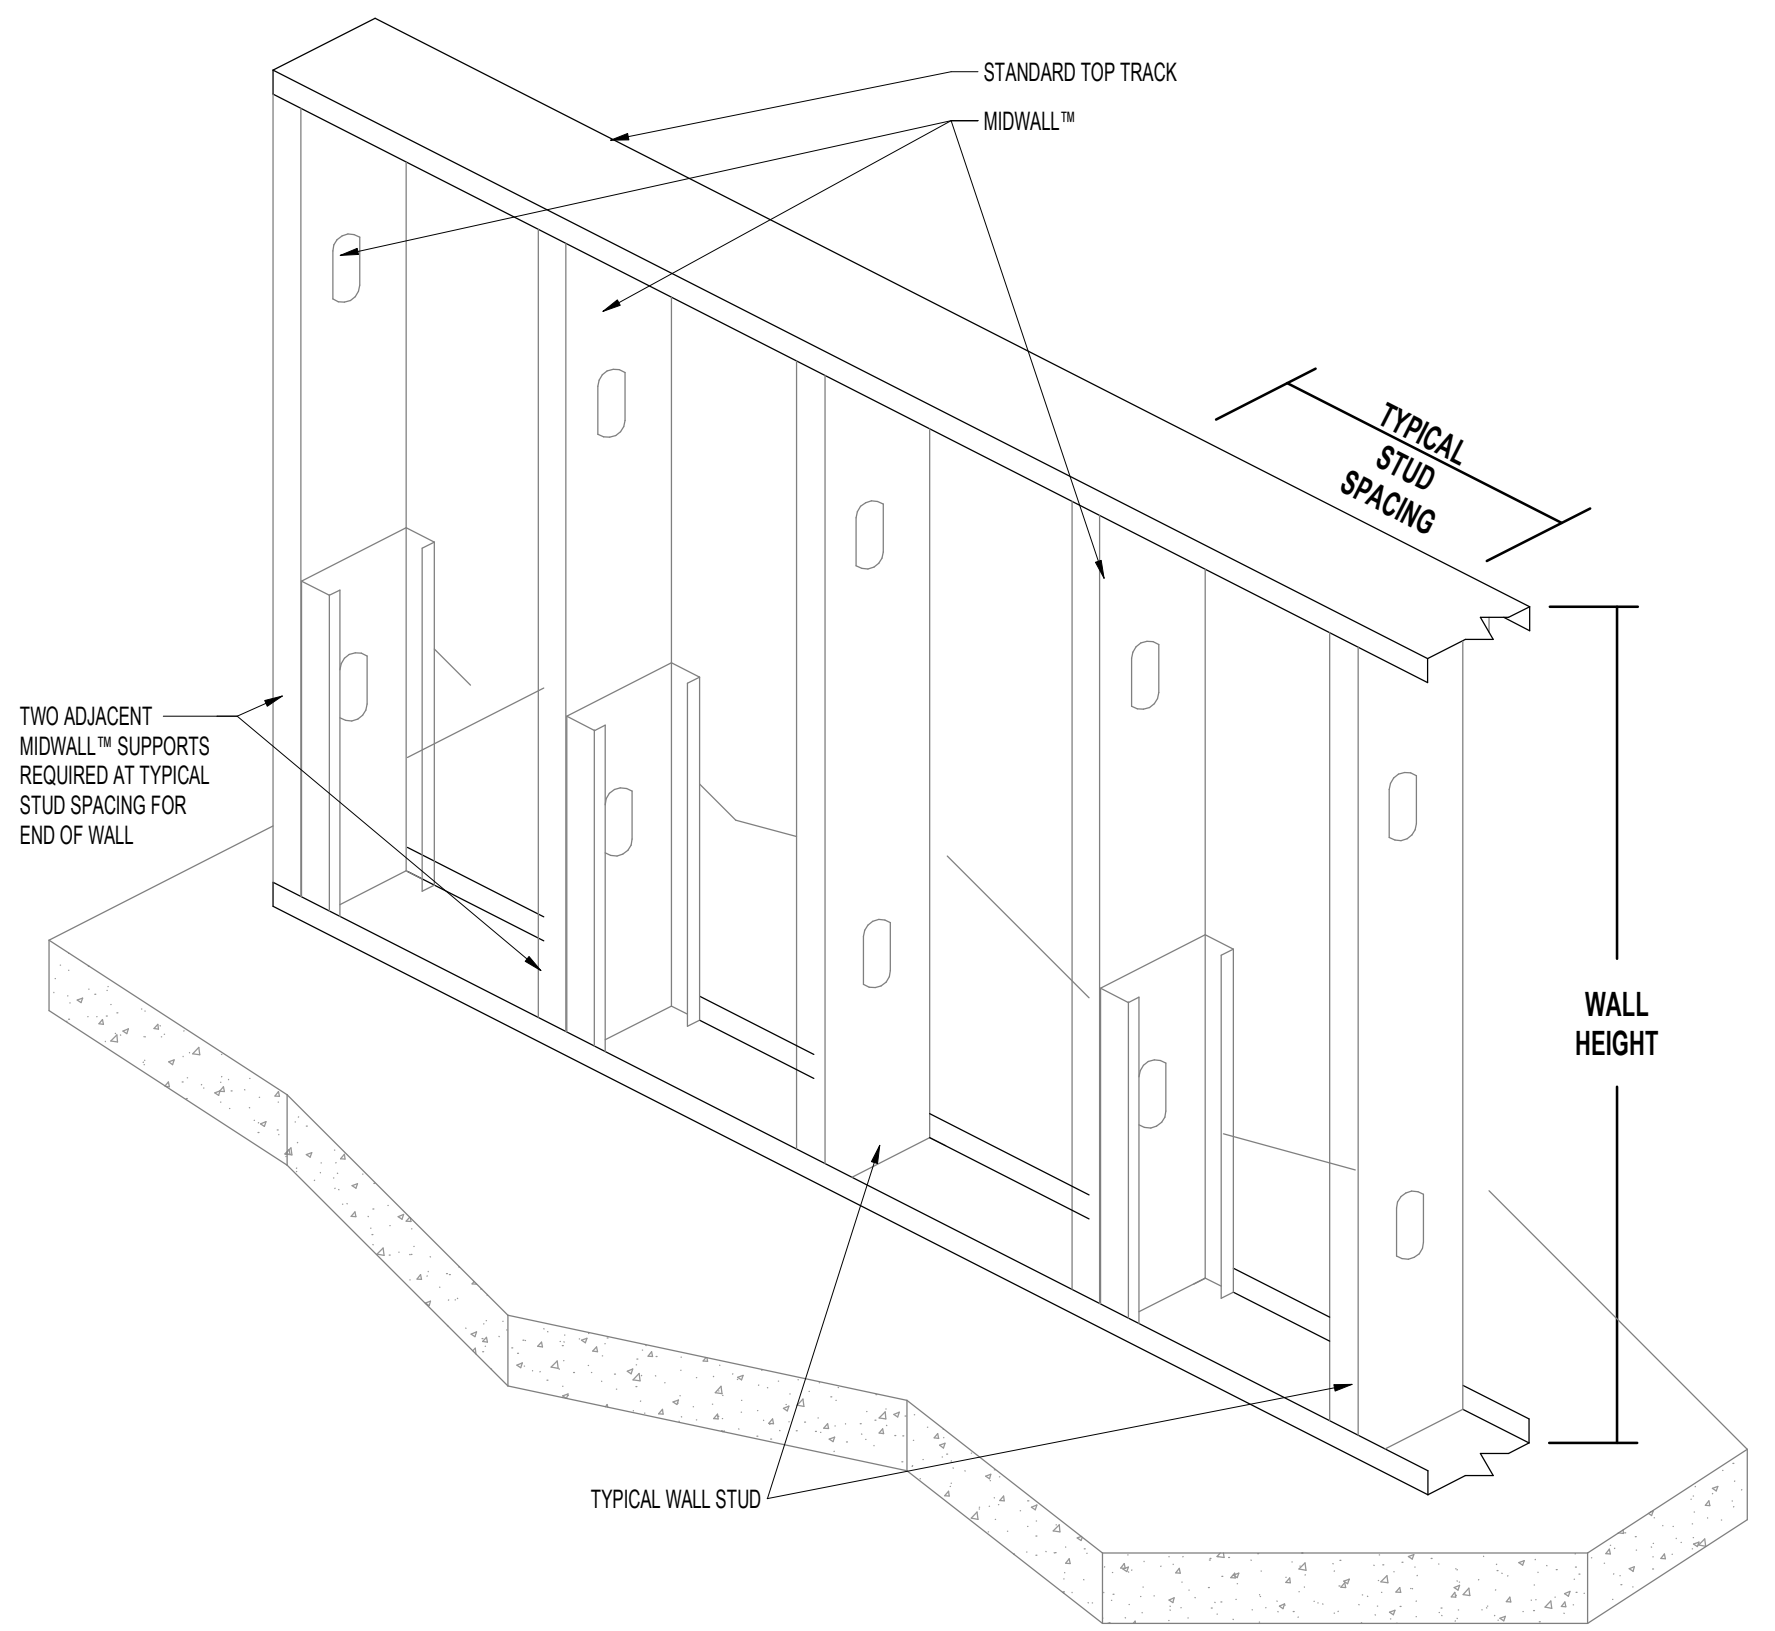 STANDARD TOP TRACK
MIDWALL™
TYPICAL
STUD
SPACING
TWO ADJACENT
MIDWALL™ SUPPORTS
REQUIRED AT TYPICAL
STUD SPACING FOR
END OF WALL
WALL
HEIGHT
TYPICAL WALL STUD